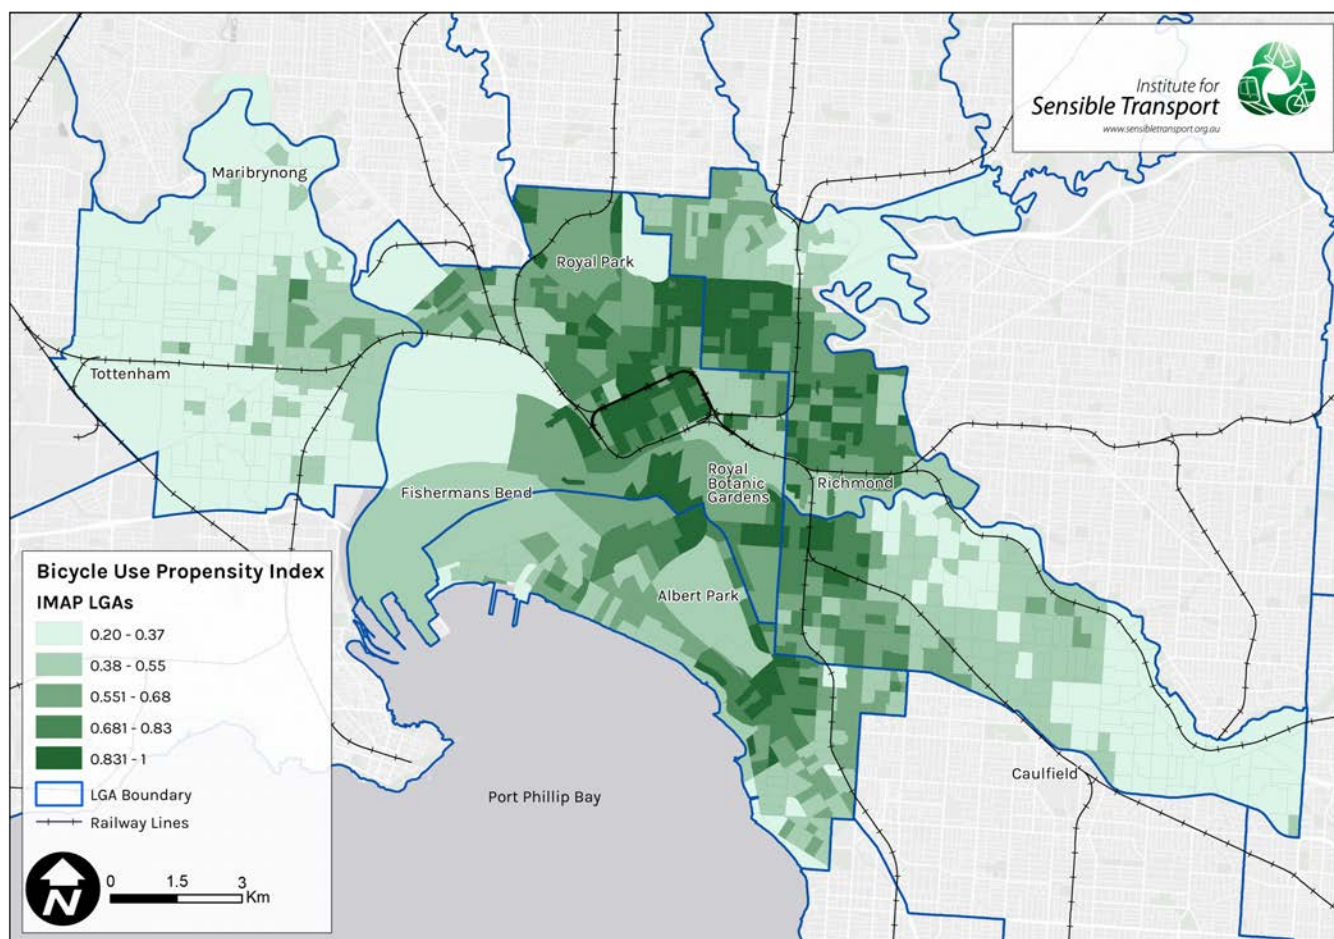 Institute for
Sensible Transport
www.sensibletransport.org.au
Maribrynong
Royal Park
Tottenham
Fishermans Bend
Royal
Botanic
Gardens
Richmond
Albert Park
Caulfield
Port Phillip Bay
Bicycle Use Propensity Index
IMAP LGAs
0.20 - 0.37
0.38 - 0.55
0.551 - 0.68
0.681 - 0.83
0.831 - 1
LGA Boundary
Railway Lines
N
0 1.5 3
Km